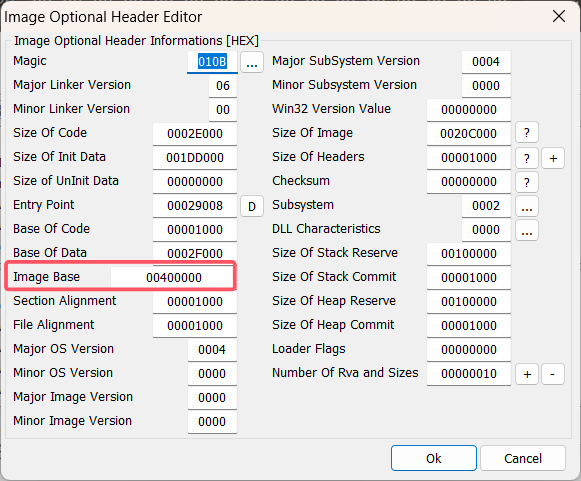 Image Optional Header Editor
Image Optional Header Informations [HEX]
Magic 010B ...
Major Linker Version 06
Minor Linker Version 00
Size Of Code 0002E000
Size Of Init Data 001DD000
Size of UnInit Data 00000000
Entry Point 00029008 D
Base Of Code 00001000
Base Of Data 0002F000
Image Base 00400000
Section Alignment 00001000
File Alignment 00001000
Major OS Version 0004
Minor OS Version 0000
Major Image Version 0000
Minor Image Version 0000
Major SubSystem Version 0004
Minor Subsystem Version 0000
Win32 Version Value 00000000
Size Of Image 0020C000 ?
Size Of Headers 00001000 ? +
Checksum 00000000 ?
Subsystem 0002 ...
DLL Characteristics 0000 ...
Size Of Stack Reserve 00100000
Size Of Stack Commit 00001000
Size Of Heap Reserve 00100000
Size Of Heap Commit 00001000
Loader Flags 00000000
Number Of Rva and Sizes 00000010 + -
Ok Cancel